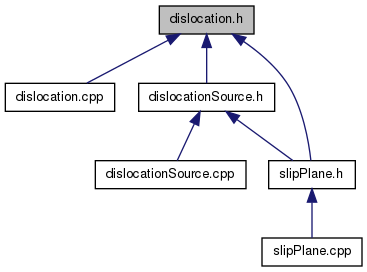 dislocation.h
dislocation.cpp
dislocationSource.h
dislocationSource.cpp
slipPlane.h
slipPlane.cpp